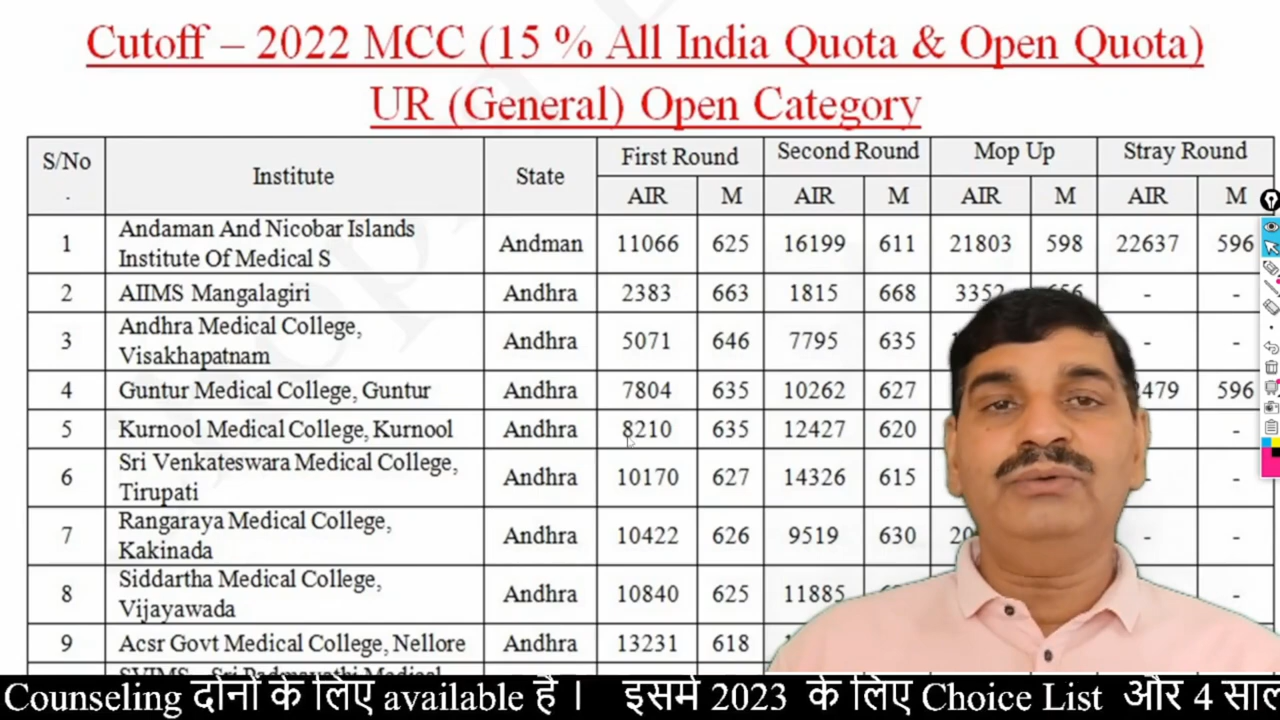 Cutoff – 2022 MCC (15 % All India Quota & Open Quota)
UR (General) Open Category
S/No. Institute State First Round Second Round Mop Up Stray Round
AIR M AIR M AIR M AIR M
1 Andaman And Nicobar Islands Institute Of Medical S Andman 11066 625 16199 611 21803 598 22637 596
2 AIIMS Mangalagiri Andhra 2383 663 1815 668 3352 - -
3 Andhra Medical College, Visakhapatnam Andhra 5071 646 7795 635 - -
4 Guntur Medical College, Guntur Andhra 7804 635 10262 627 596
5 Kurnool Medical College, Kurnool Andhra 8210 635 12427 620 - -
6 Sri Venkateswara Medical College, Tirupati Andhra 10170 627 14326 615 - -
7 Rangaraya Medical College, Kakinada Andhra 10422 626 9519 630 - -
8 Siddartha Medical College, Vijayawada Andhra 10840 625 11885 -
9 Acsr Govt Medical College, Nellore Andhra 13231 618
Counseling दोनों के लिए available है। इसमें 2023 के लिए Choice List और 4 साल